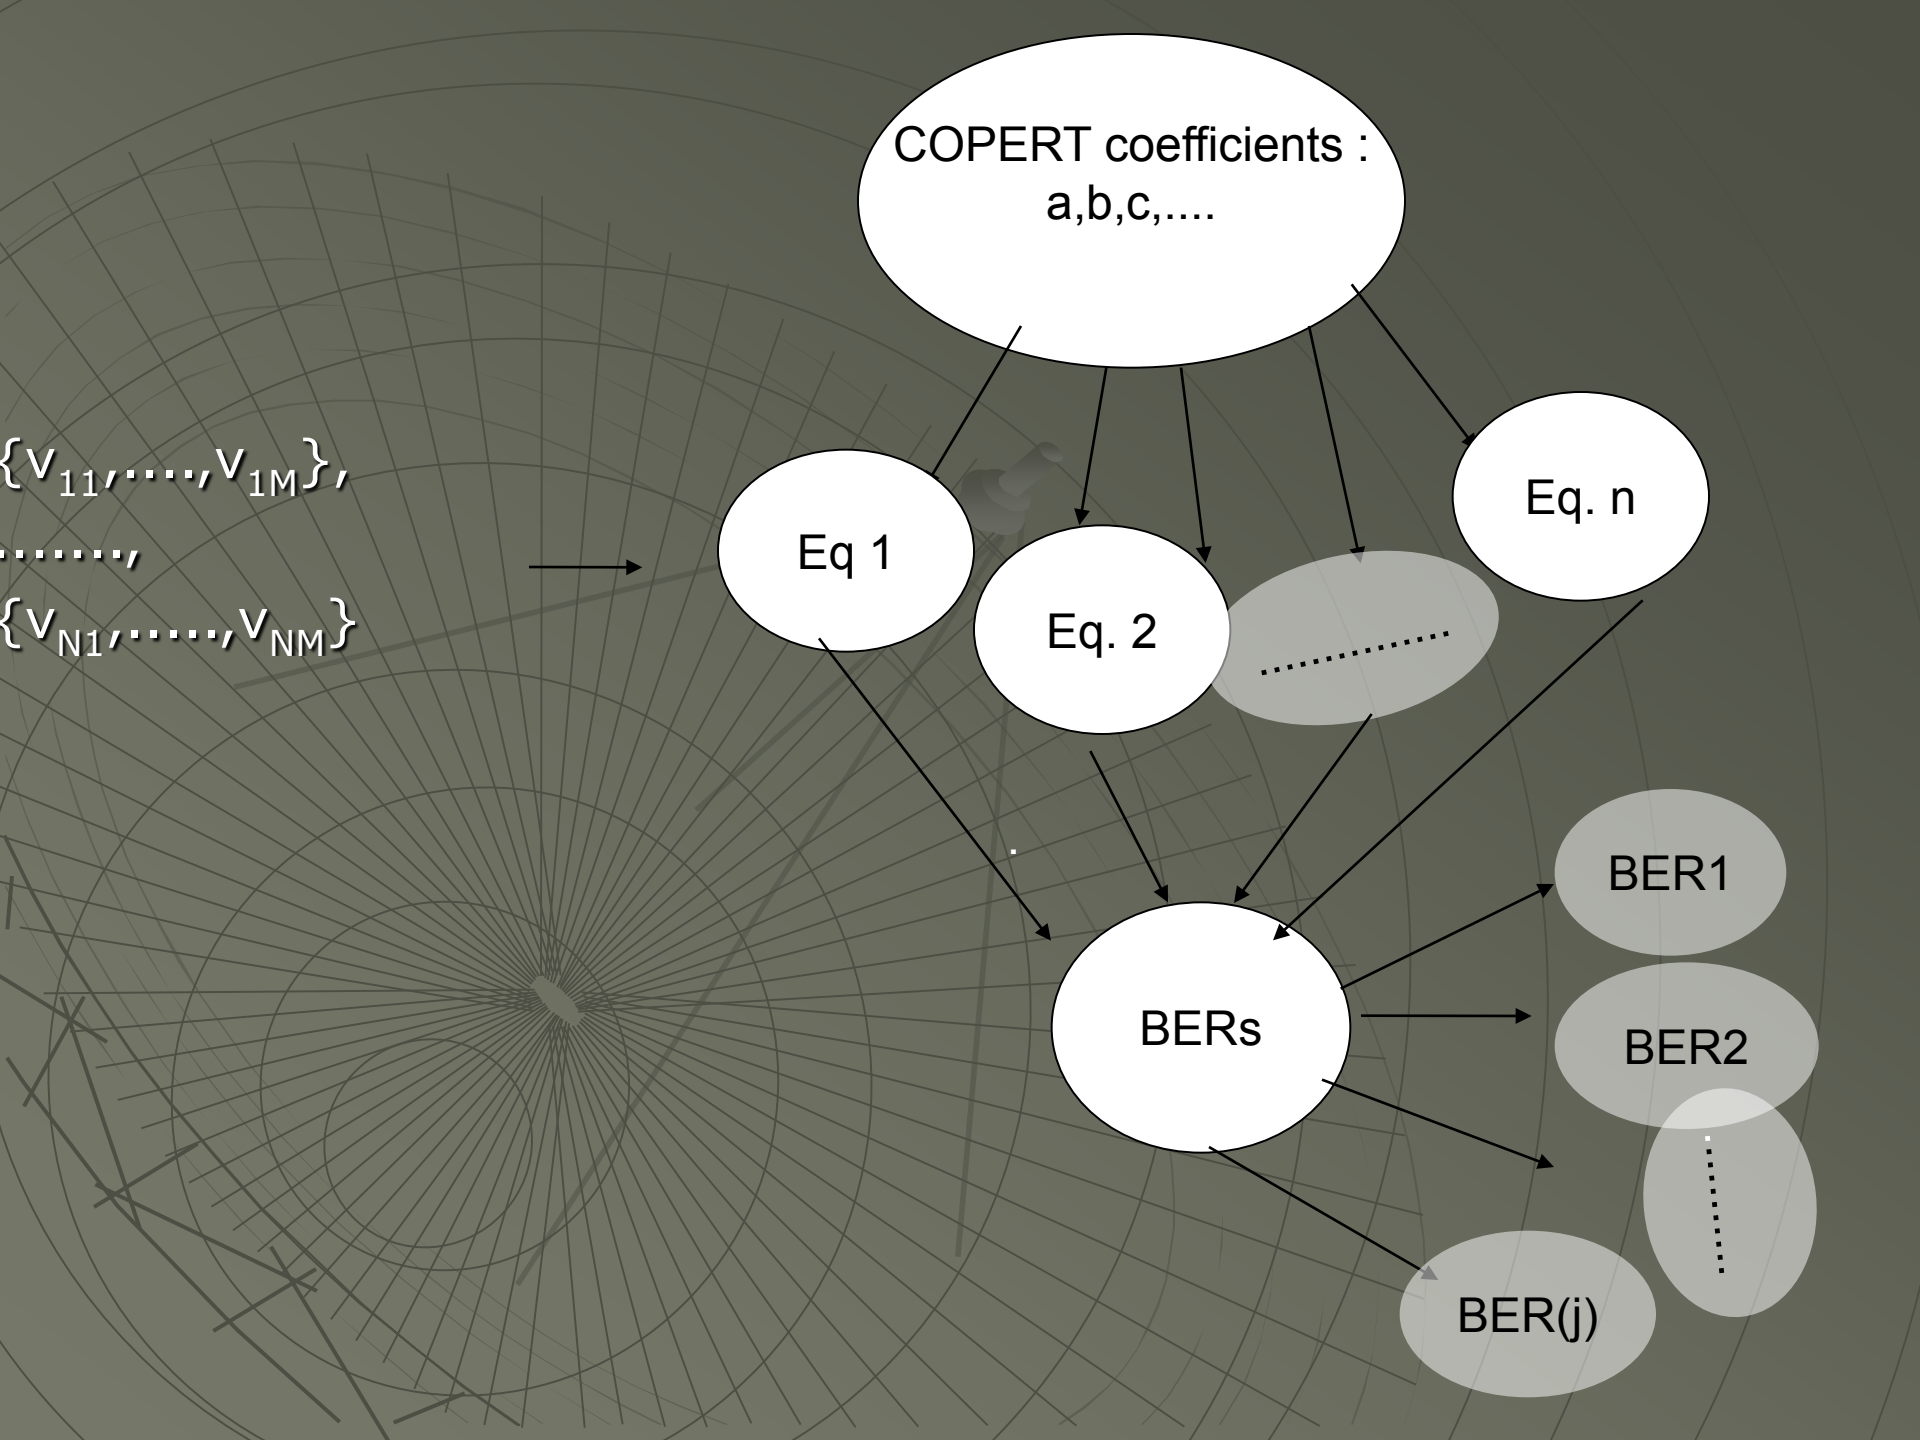 COPERT coefficients :
a,b,c,....
{v11,....,v1M},
........,
{vN1,.....,vNM}
Eq 1
Eq. 2
...............
Eq. n
BERs
BER1
BER2
...........
BER(j)